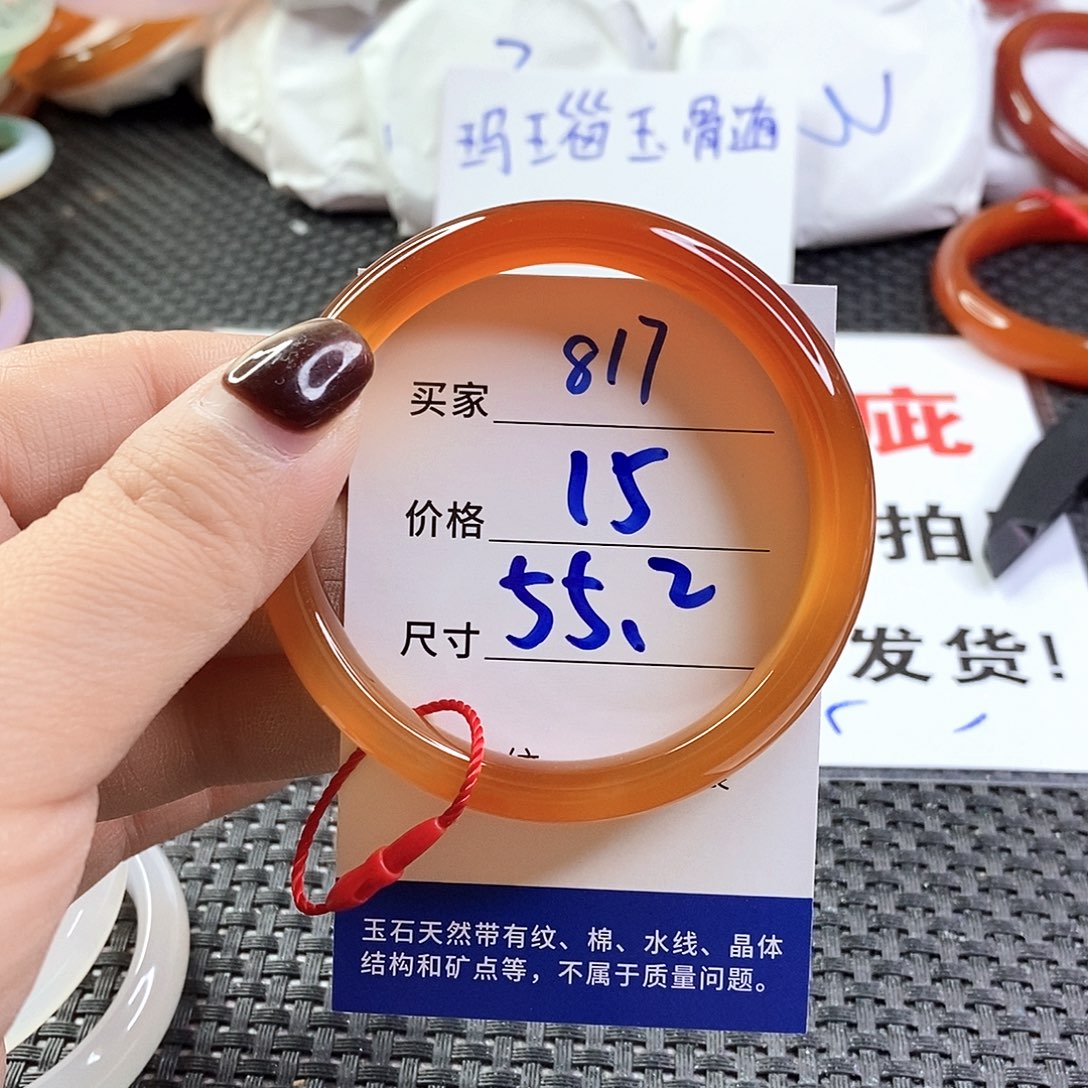 玛瑙玉骨髓
买家 817
价格 15
尺寸 55.2
疵
拍
发货!
玉石天然带有纹、棉、水线、晶体
结构和矿点等，不属于质量问题。